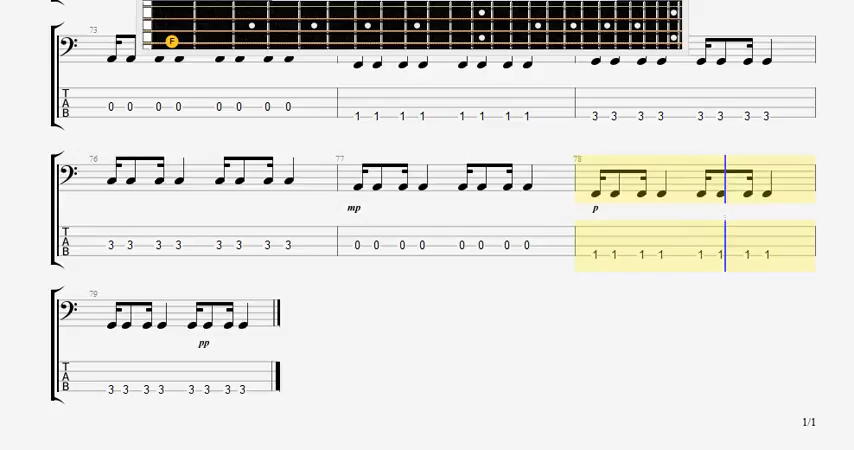 73
F
T 0 0 0 0 0 0 0 0
A 1 1 1 1 1 1 1 1
B 3 3 3 3 3 3 3 3
76 77 78
mp p
T
A 3 3 3 3 3 3 3 3 0 0 0 0 0 0 0 0
B 1 1 1 1 1 1 1 1
79
pp
T
A
B 3 3 3 3 3 3 3 3
1/1